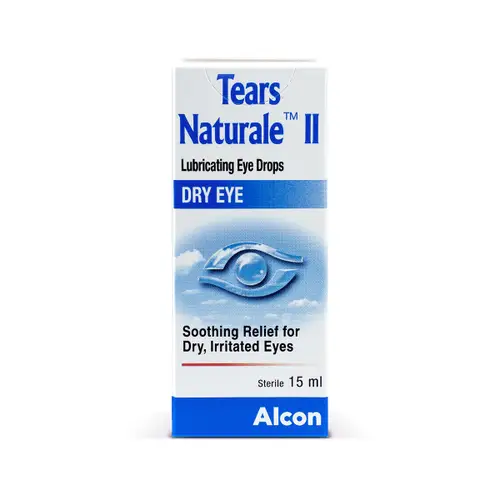 Tears
Naturale™ II
Lubricating Eye Drops
DRY EYE
Soothing Relief for
Dry, Irritated Eyes
Sterile 15 ml
Alcon